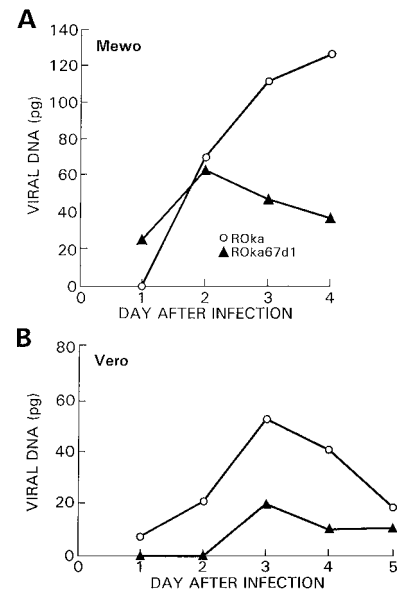 A
Mewo
VIRAL DNA (pg)
140
120
100
80
60
40
20
0
ROka
ROka67d1
0 1 2 3 4
DAY AFTER INFECTION
B
Vero
VIRAL DNA (pg)
80
60
40
20
0
0 1 2 3 4 5
DAY AFTER INFECTION